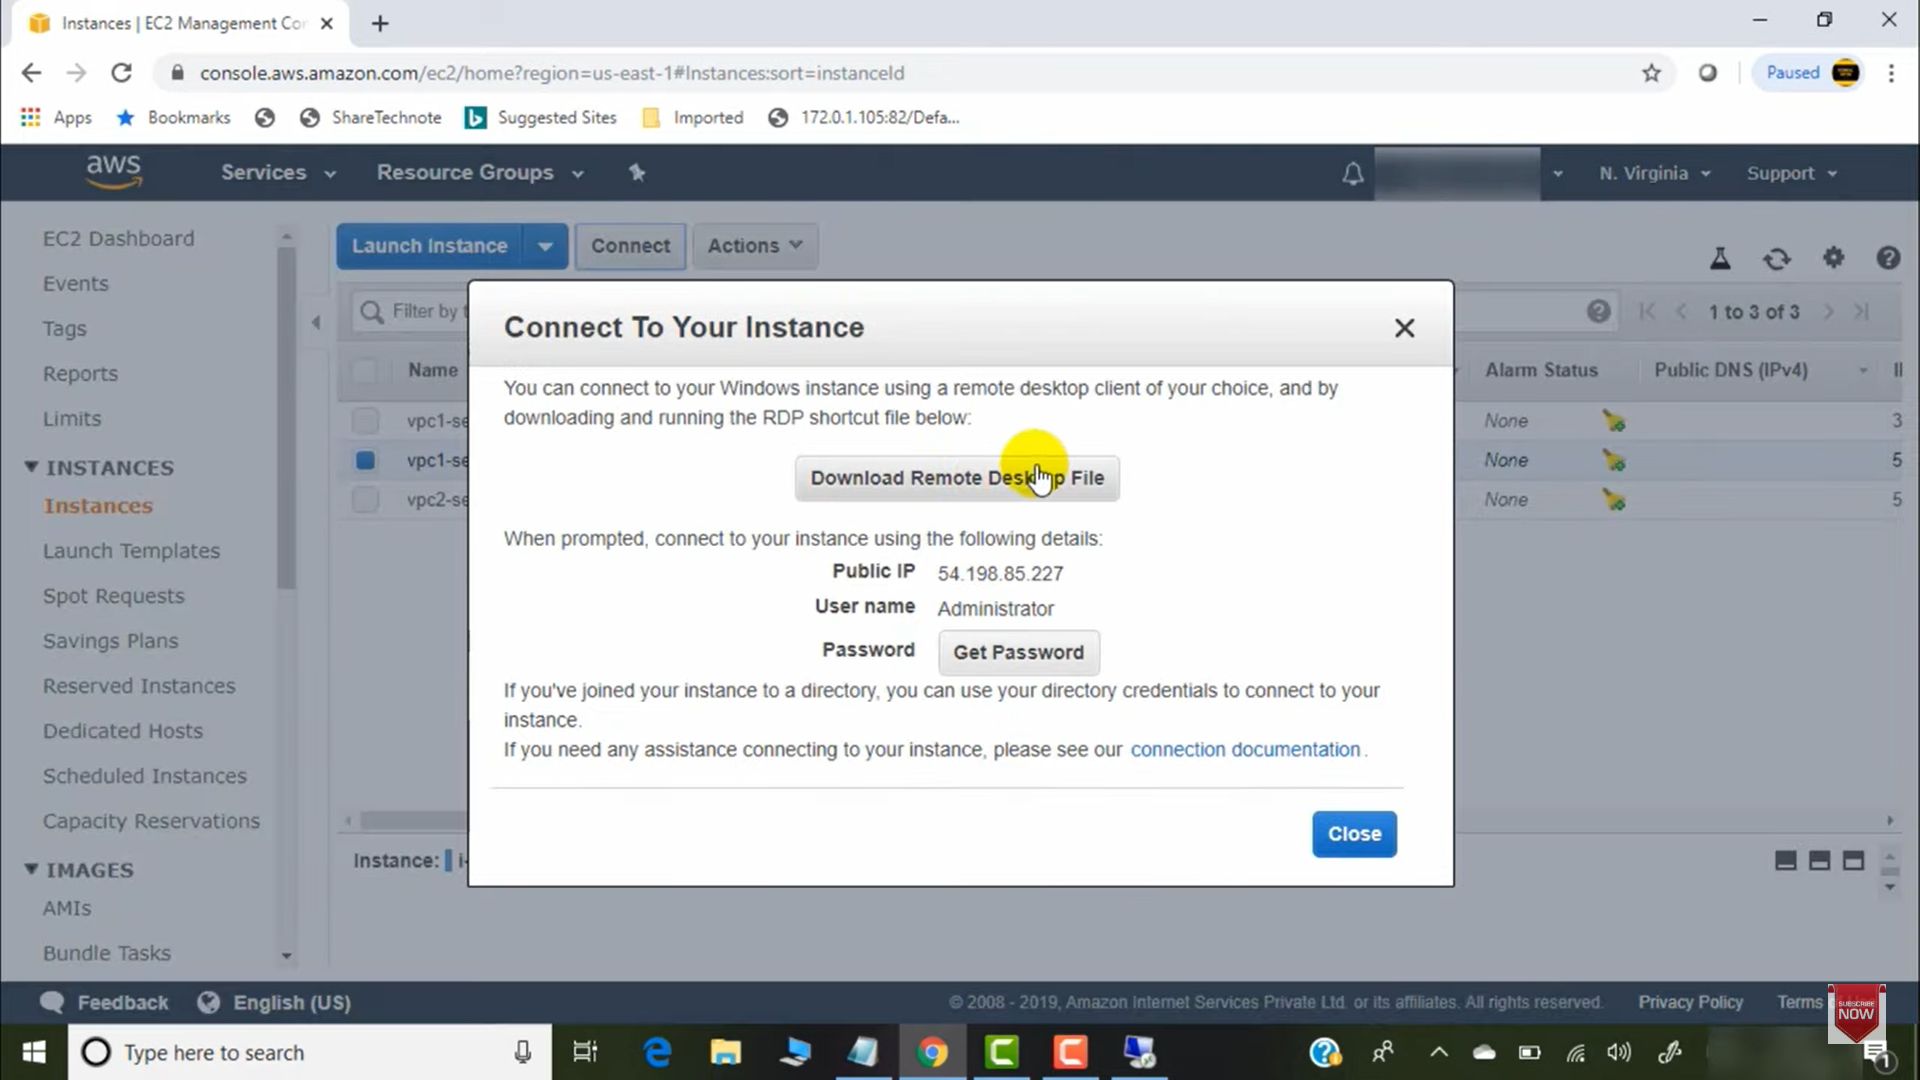 Instances | EC2 Management Con
console.aws.amazon.com/ec2/home?region=us-east-1#Instances:sort=instanceId
Paused
Apps
Bookmarks
ShareTechnote
Suggested Sites
Imported
172.0.1.105:82/Defa...
aws
Services
Resource Groups
N. Virginia
Support
EC2 Dashboard
Events
Tags
Reports
Limits
INSTANCES
Instances
Launch Templates
Spot Requests
Savings Plans
Reserved Instances
Dedicated Hosts
Scheduled Instances
Capacity Reservations
IMAGES
AMIs
Bundle Tasks
Launch Instance
Connect
Actions
Filter by t
1 to 3 of 3
Name
Alarm Status
Public DNS (IPv4)
vpc1-se
None
3
vpc1-se
None
5
vpc2-se
None
5
Connect To Your Instance
You can connect to your Windows instance using a remote desktop client of your choice, and by
downloading and running the RDP shortcut file below:
Download Remote Desktop File
When prompted, connect to your instance using the following details:
Public IP 54.198.85.227
User name Administrator
Password Get Password
If you've joined your instance to a directory, you can use your directory credentials to connect to your
instance.
If you need any assistance connecting to your instance, please see our connection documentation.
Close
Instance: i-
Feedback
English (US)
© 2008 - 2019, Amazon Internet Services Private Ltd. or its affiliates. All rights reserved.
Privacy Policy
Terms
SUBSCRIBE
NOW
Type here to search
1